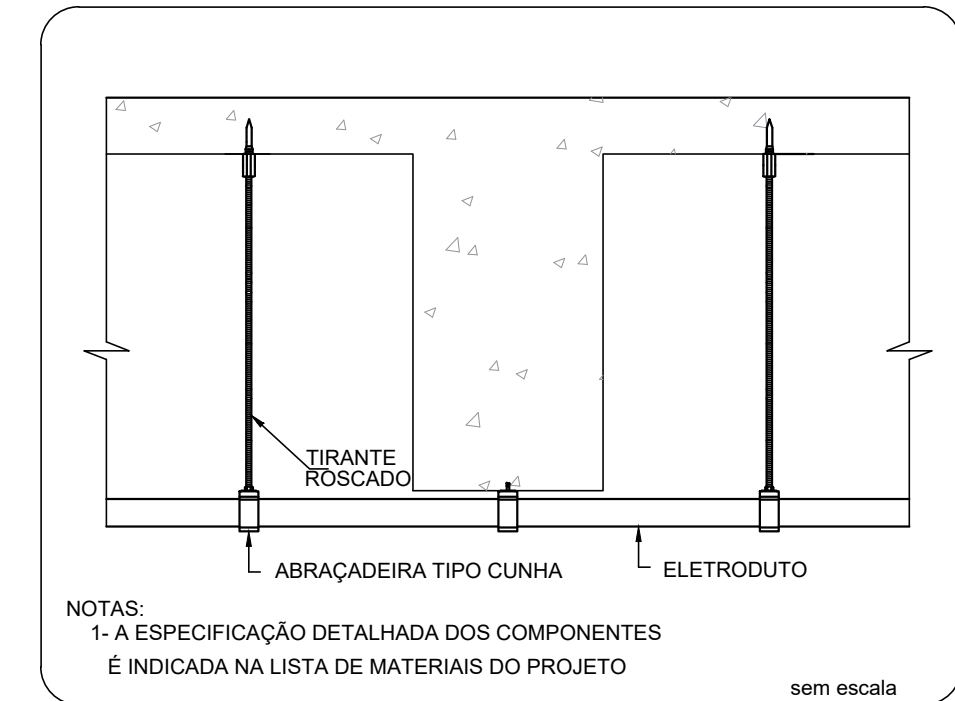 TIRANTE
ROSCADO
ABRAÇADEIRA TIPO CUNHA
ELETRODUTO
NOTAS:
1- A ESPECIFICAÇÃO DETALHADA DOS COMPONENTES
É INDICADA NA LISTA DE MATERIAIS DO PROJETO
sem escala